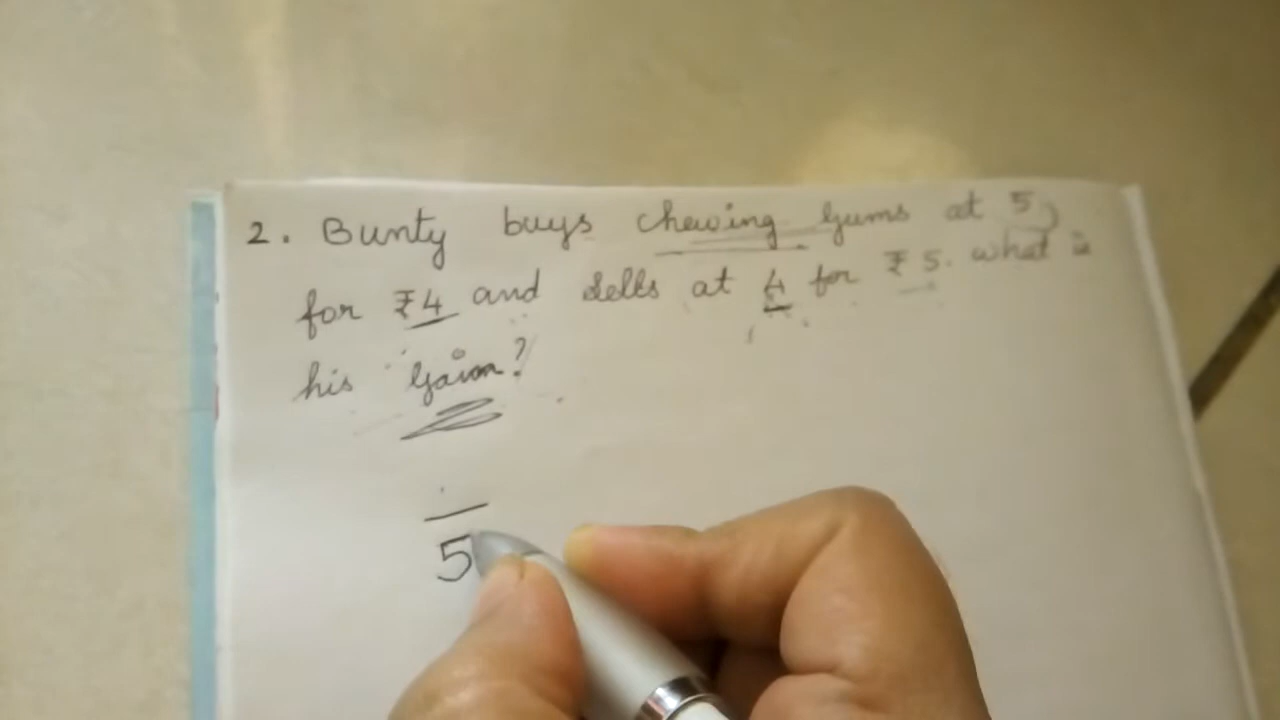 2. Bunty buys chewing Gums at 5
for ₹4 and sells at 4 for ₹5. what is
his Gain?
5